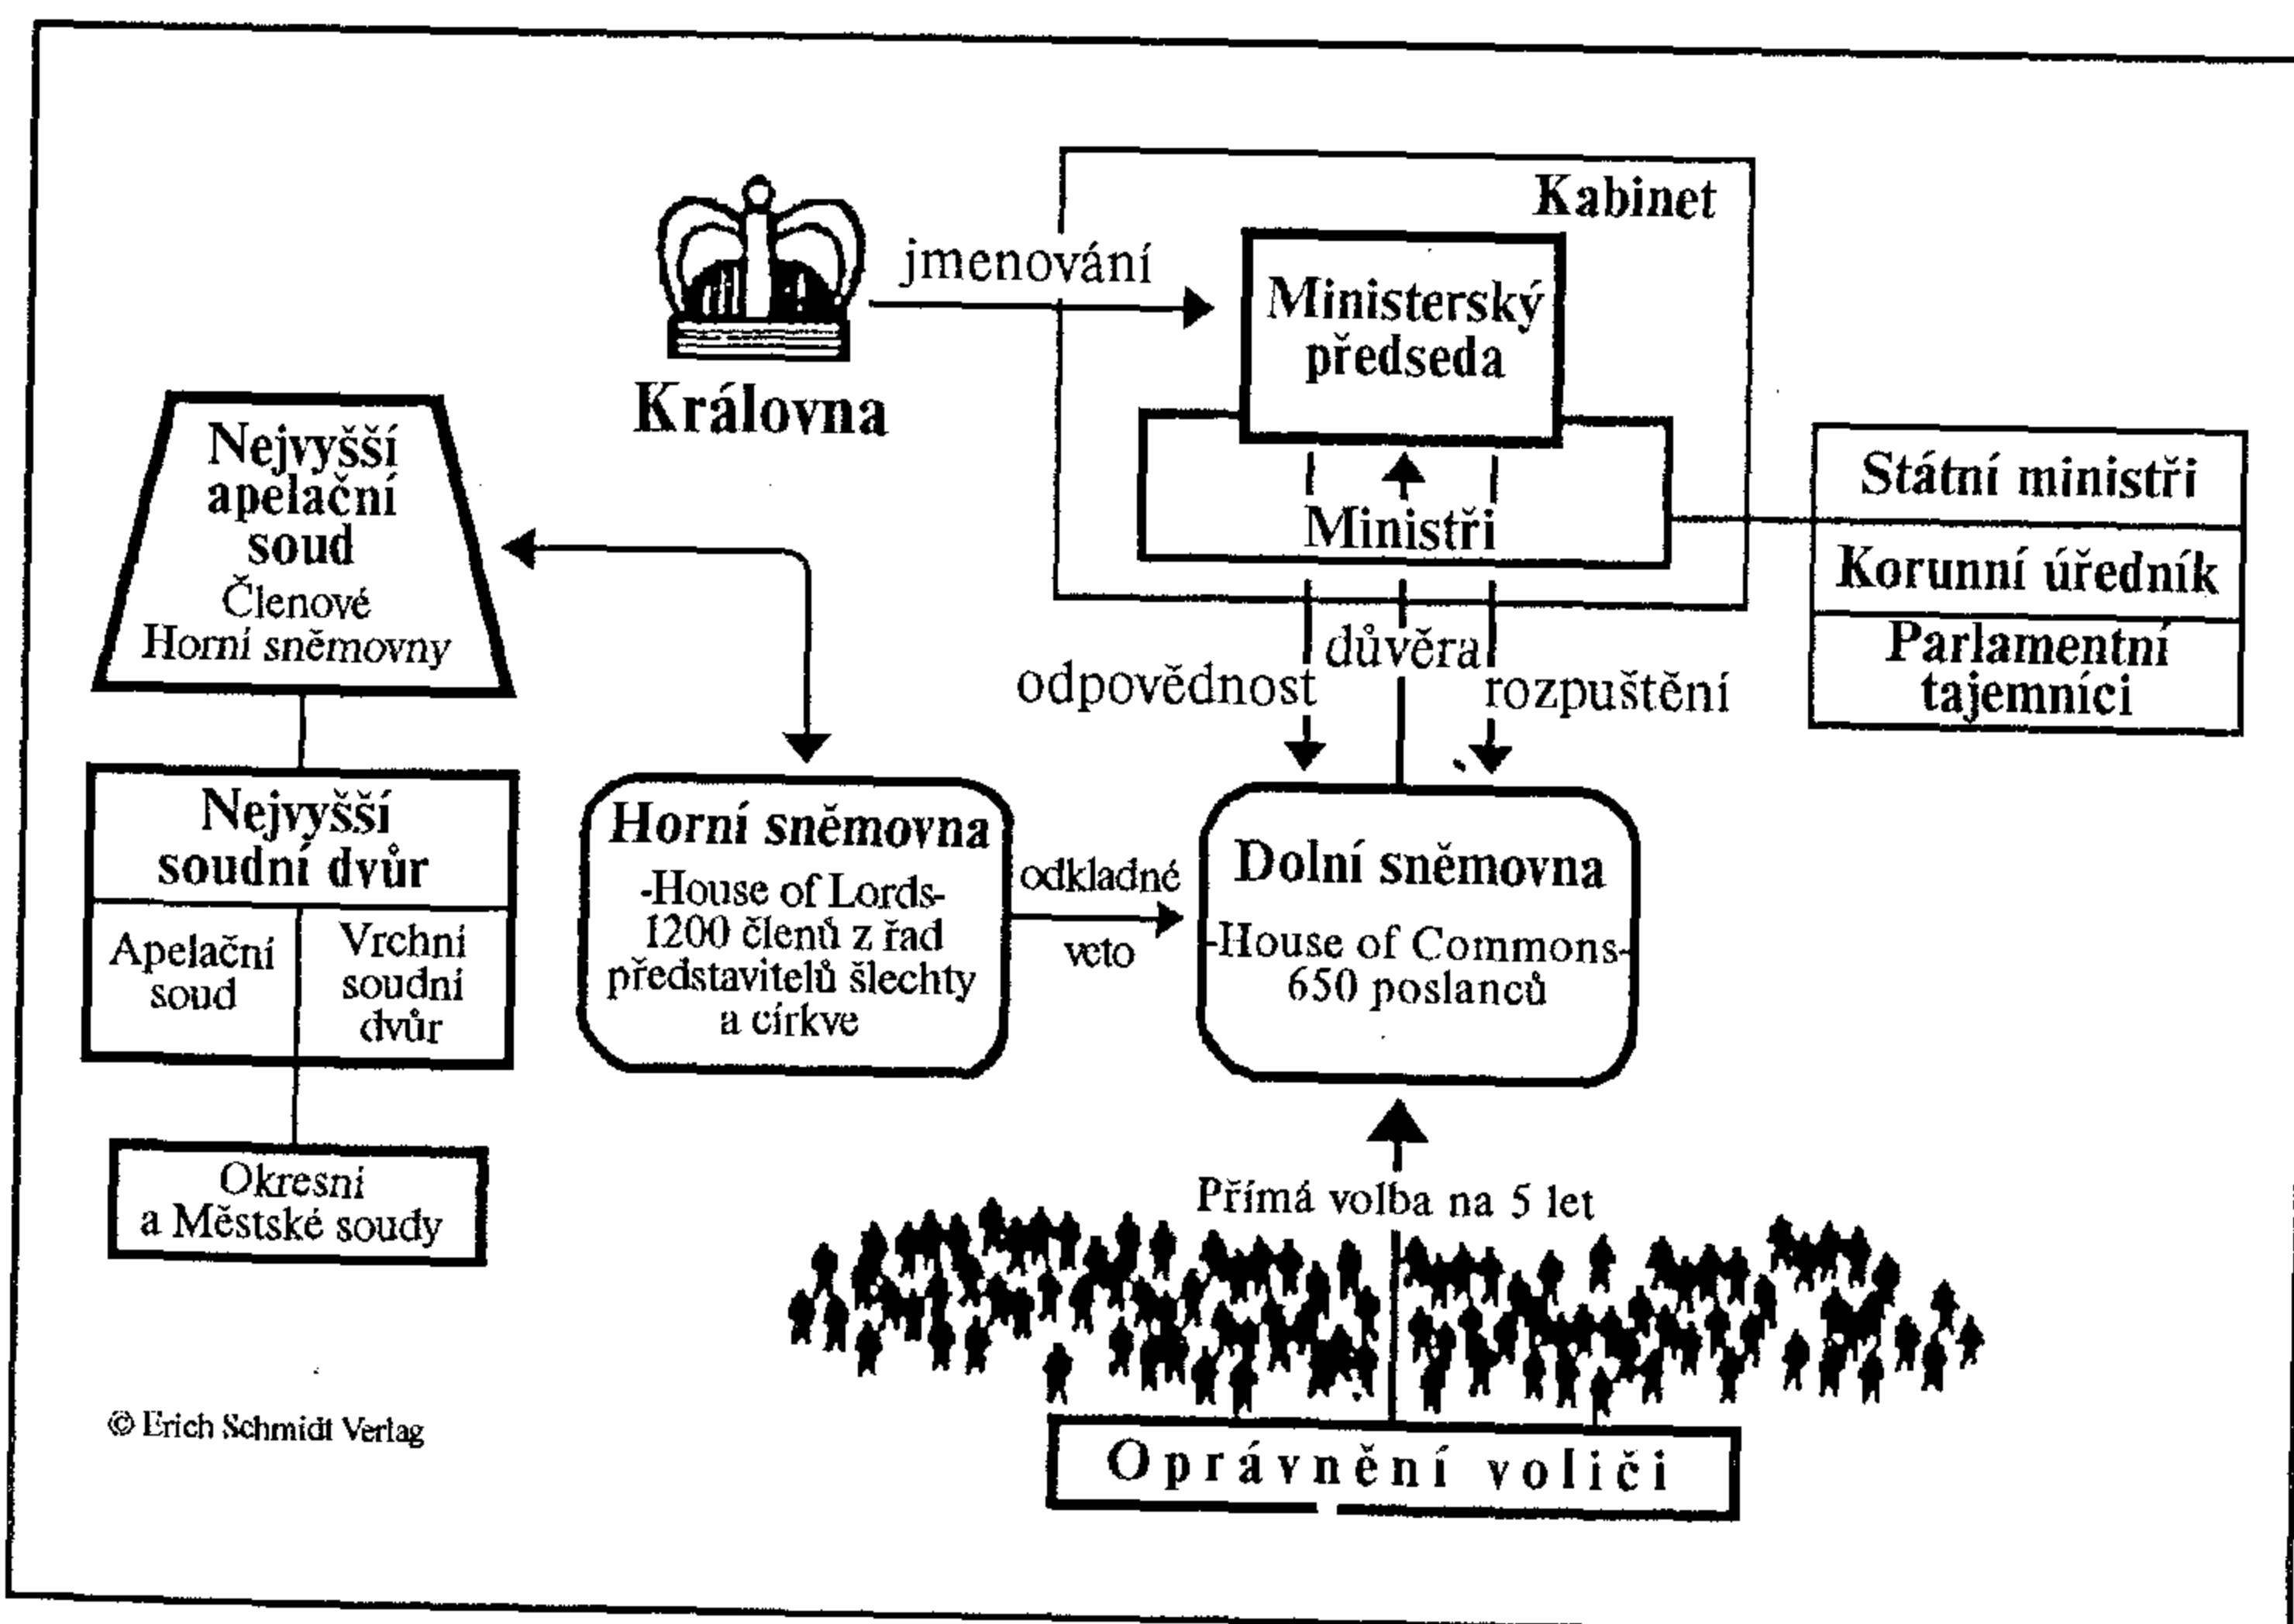 Kabinet
jmenování
Ministerský
předseda
Královna
Ministři
Státní ministři
Korunní úředník
Parlamentní
tajemníci
Nejvyšší
apelační
soud
Členové
Horní sněmovny
odpovědnost
důvěra
rozpuštění
Nejvyšší
soudní dvůr
Apelační
soud
Vrchní
soudní
dvůr
Okresní
a Městské soudy
Horní sněmovna
-House of Lords-
1200 členů z řad
představitelů šlechty
a církve
odkladné
veto
Dolní sněmovna
-House of Commons-
650 poslanců
Přímá volba na 5 let
Oprávnění voliči
© Erich Schmidt Verlag